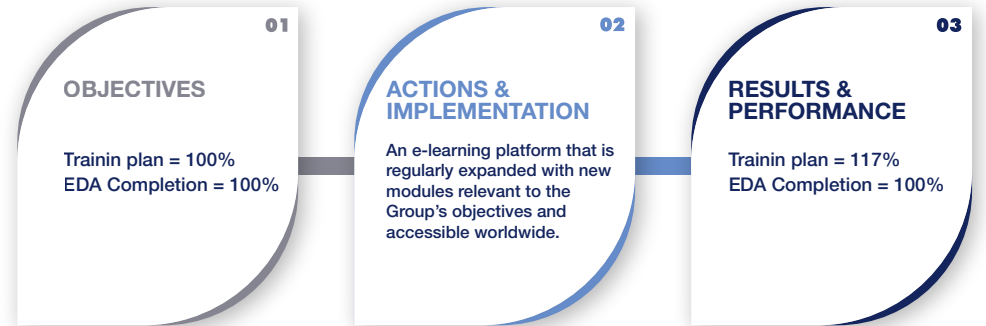 01
OBJECTIVES
Trainin plan = 100%
EDA Completion = 100%
02
ACTIONS &
IMPLEMENTATION
An e-learning platform that is
regularly expanded with new
modules relevant to the
Group’s objectives and
accessible worldwide.
03
RESULTS &
PERFORMANCE
Trainin plan = 117%
EDA Completion = 100%